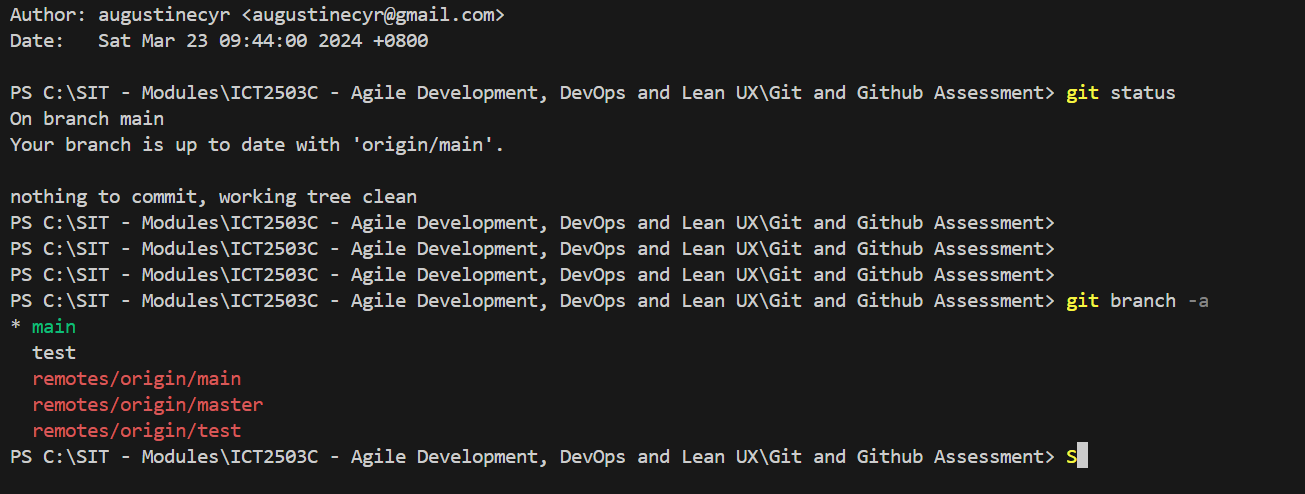 Author: augustinecyr <augustinecyr@gmail.com>
Date:   Sat Mar 23 09:44:00 2024 +0800
PS C:\SIT - Modules\ICT2503C - Agile Development, DevOps and Lean UX\Git and Github Assessment> git status
On branch main
Your branch is up to date with 'origin/main'.
nothing to commit, working tree clean
PS C:\SIT - Modules\ICT2503C - Agile Development, DevOps and Lean UX\Git and Github Assessment>
PS C:\SIT - Modules\ICT2503C - Agile Development, DevOps and Lean UX\Git and Github Assessment>
PS C:\SIT - Modules\ICT2503C - Agile Development, DevOps and Lean UX\Git and Github Assessment>
PS C:\SIT - Modules\ICT2503C - Agile Development, DevOps and Lean UX\Git and Github Assessment> git branch -a
* main
  test
  remotes/origin/main
  remotes/origin/master
  remotes/origin/test
PS C:\SIT - Modules\ICT2503C - Agile Development, DevOps and Lean UX\Git and Github Assessment> S